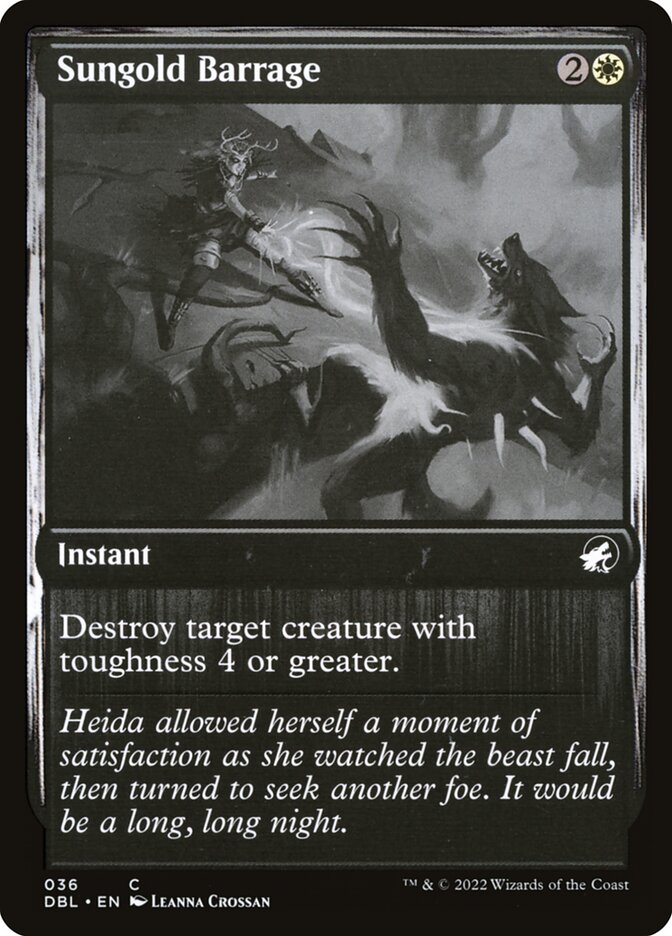 Sungold Barrage 2
Instant
Destroy target creature with
toughness 4 or greater.
Heida allowed herself a moment of
satisfaction as she watched the beast fall,
then turned to seek another foe. It would
be a long, long night.
036 C ™ & © 2022 Wizards of the Coast
DBL • EN Leanna Crossan